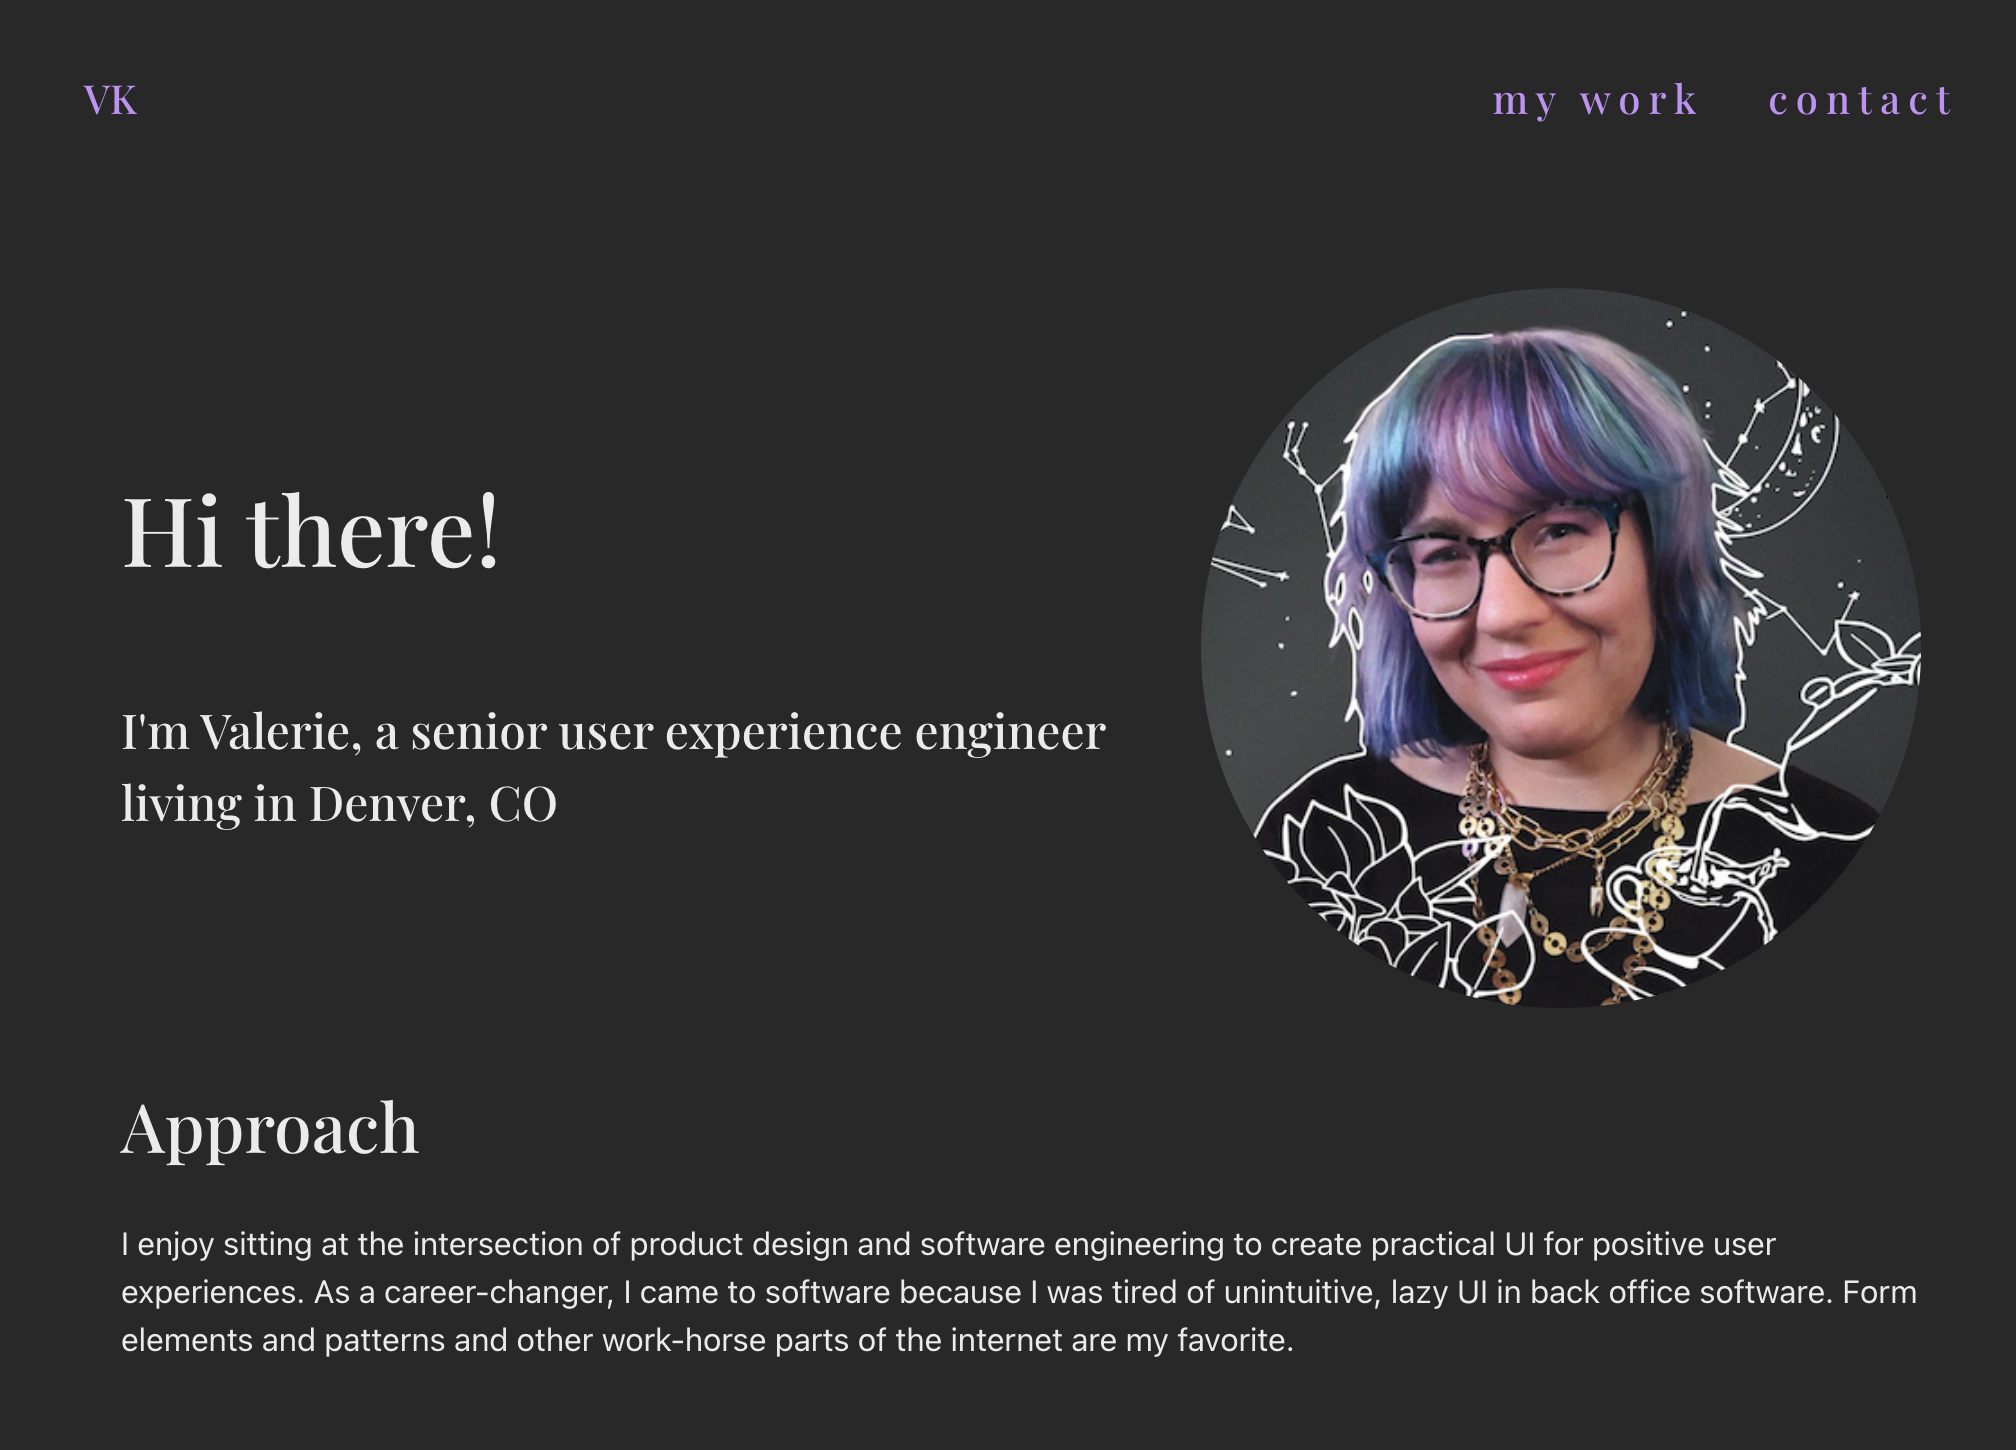 VK
my work contact
Hi there!
I'm Valerie, a senior user experience engineer
living in Denver, CO
Approach
I enjoy sitting at the intersection of product design and software engineering to create practical UI for positive user
experiences. As a career-changer, I came to software because I was tired of unintuitive, lazy UI in back office software. Form
elements and patterns and other work-horse parts of the internet are my favorite.